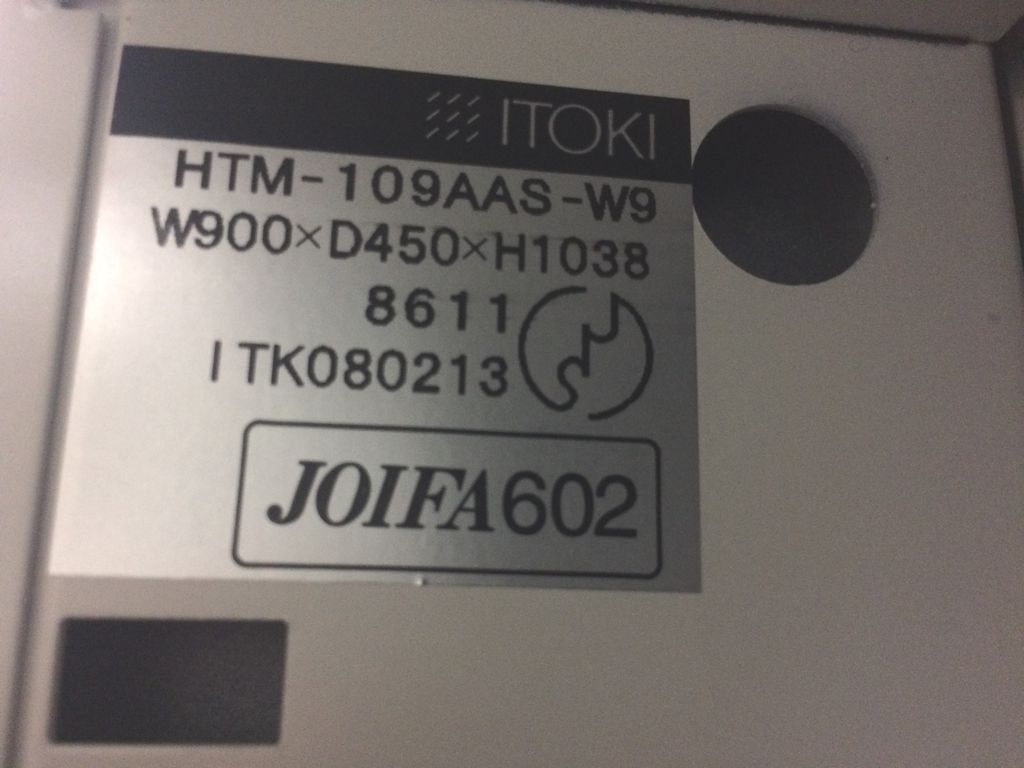 ITOKI
HTM-109AAS-W9
W900×D450×H1038
8611
ITK080213
JOIFA602